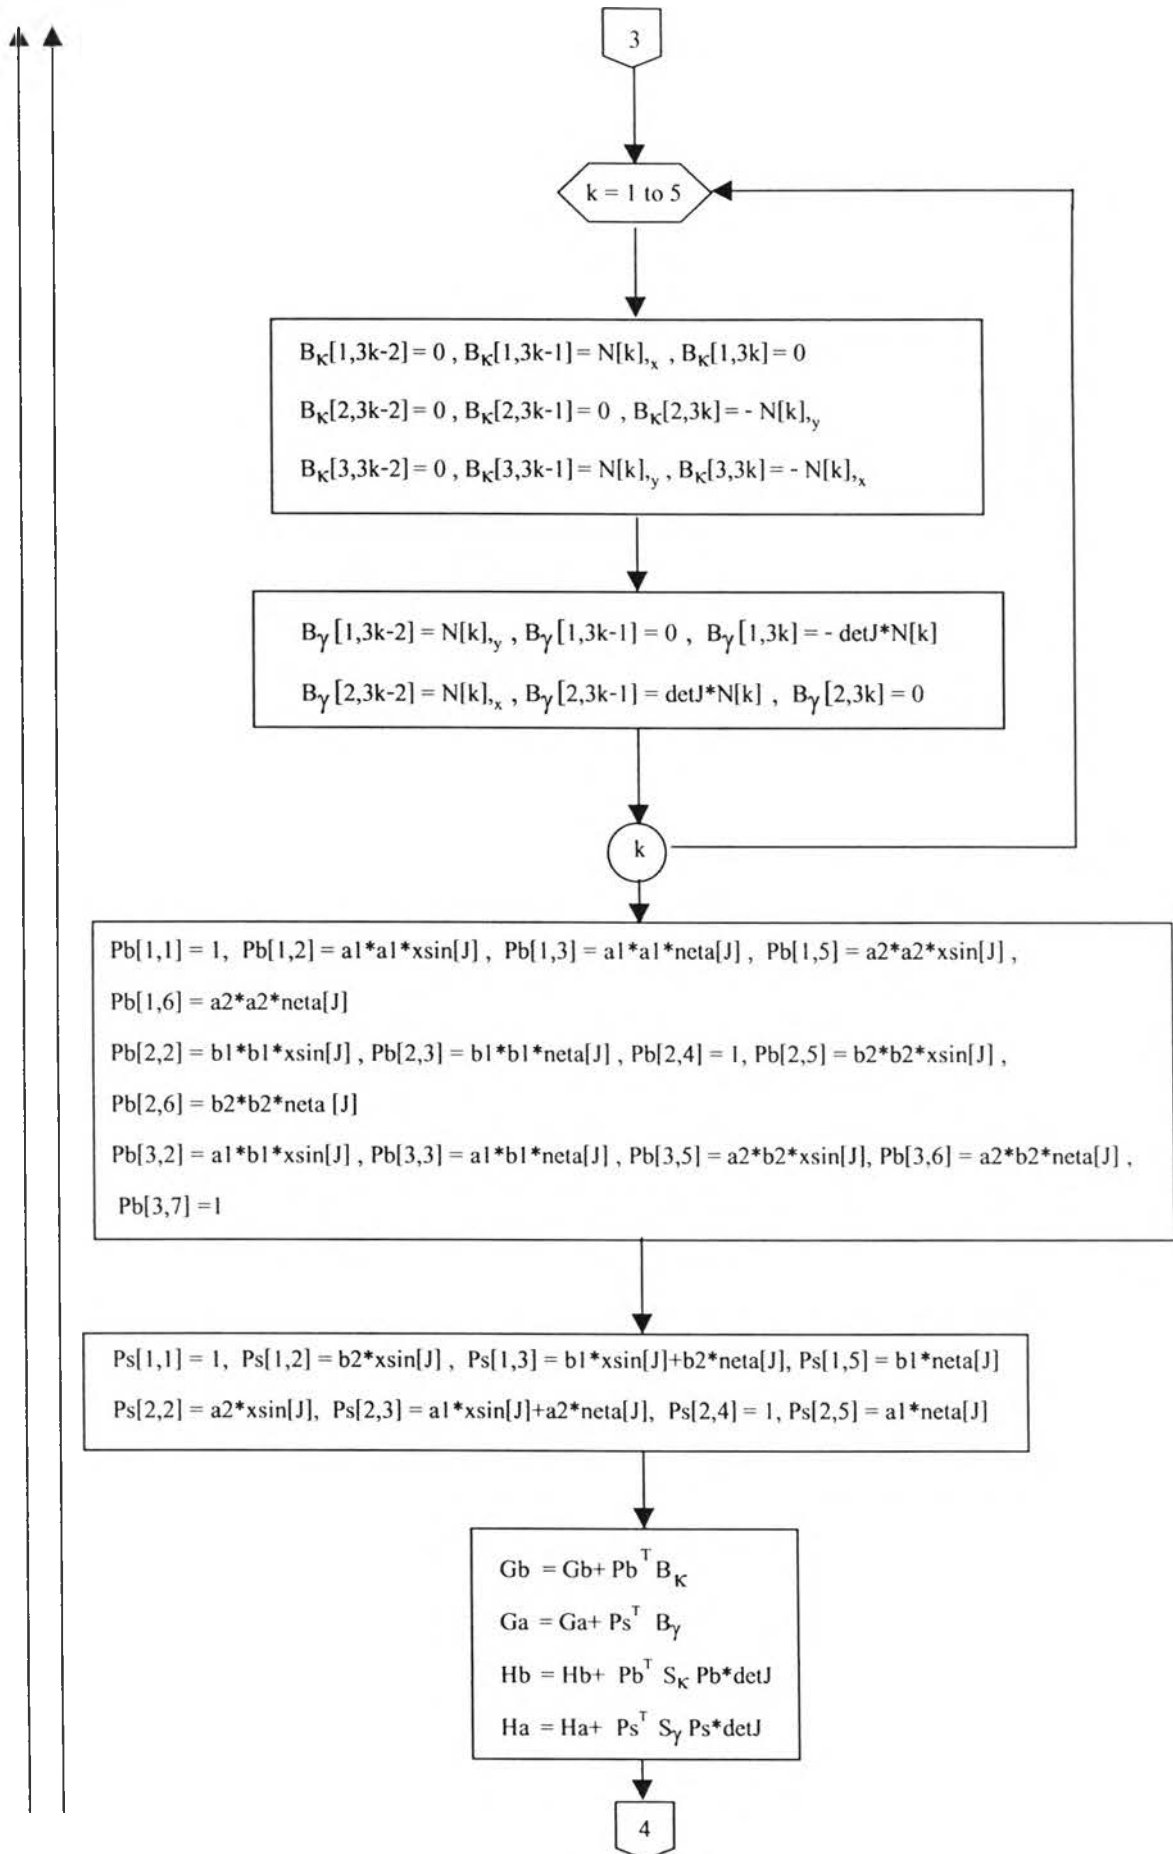 3
k = 1 to 5
Bκ[1,3k-2] = 0 , Bκ[1,3k-1] = N[k],x , Bκ[1,3k] = 0
Bκ[2,3k-2] = 0 , Bκ[2,3k-1] = 0 , Bκ[2,3k] = - N[k],y
Bκ[3,3k-2] = 0 , Bκ[3,3k-1] = N[k],y , Bκ[3,3k] = - N[k],x
Bγ[1,3k-2] = N[k],y , Bγ[1,3k-1] = 0 , Bγ[1,3k] = - detJ*N[k]
Bγ[2,3k-2] = N[k],x , Bγ[2,3k-1] = detJ*N[k] , Bγ[2,3k] = 0
k
Pb[1,1] = 1, Pb[1,2] = a1*a1*xsin[J] , Pb[1,3] = a1*a1*neta[J] , Pb[1,5] = a2*a2*xsin[J] ,
Pb[1,6] = a2*a2*neta[J]
Pb[2,2] = b1*b1*xsin[J] , Pb[2,3] = b1*b1*neta[J] , Pb[2,4] = 1, Pb[2,5] = b2*b2*xsin[J] ,
Pb[2,6] = b2*b2*neta [J]
Pb[3,2] = a1*b1*xsin[J] , Pb[3,3] = a1*b1*neta[J] , Pb[3,5] = a2*b2*xsin[J], Pb[3,6] = a2*b2*neta[J] ,
Pb[3,7] =1
Ps[1,1] = 1, Ps[1,2] = b2*xsin[J] , Ps[1,3] = b1*xsin[J]+b2*neta[J], Ps[1,5] = b1*neta[J]
Ps[2,2] = a2*xsin[J], Ps[2,3] = a1*xsin[J]+a2*neta[J], Ps[2,4] = 1, Ps[2,5] = a1*neta[J]
Gb = Gb+ Pb^T Bκ
Ga = Ga+ Ps^T Bγ
Hb = Hb+ Pb^T Sκ Pb*detJ
Ha = Ha+ Ps^T Sγ Ps*detJ
4